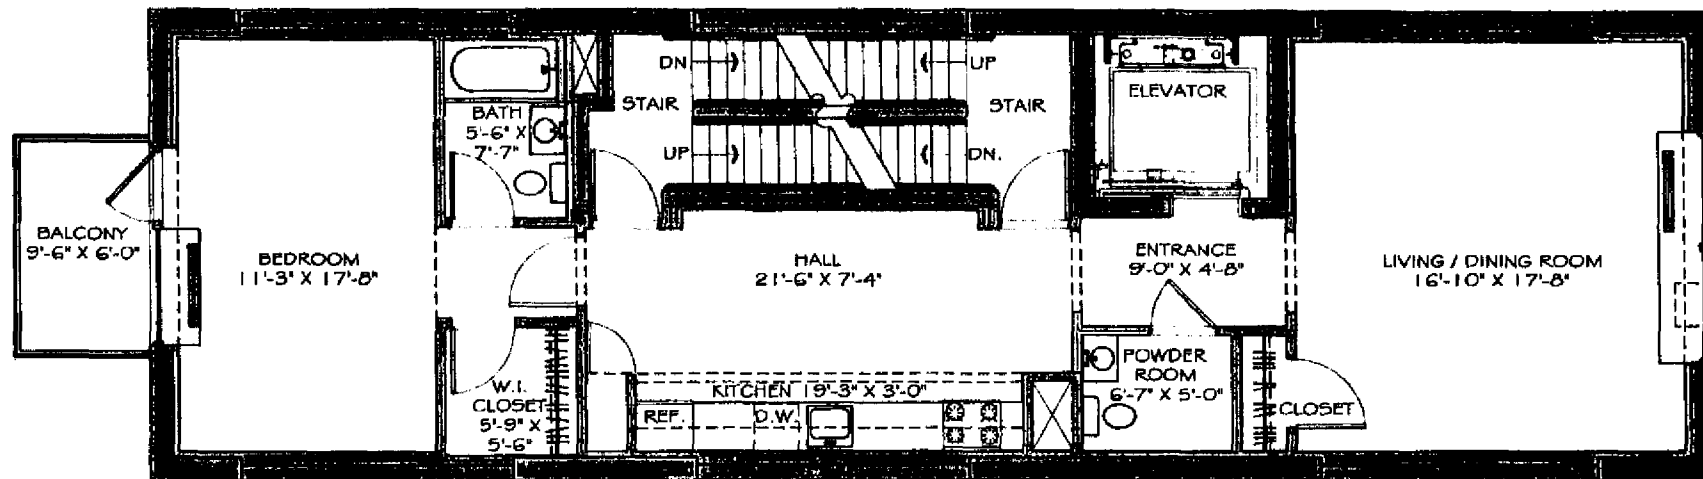 BALCONY
9'-6" X 6'-0"
BEDROOM
11'-3" X 17'-8"
BATH
5'-6" X
7'-7"
W.I.
CLOSET
5'-9" X
5'-6"
DN
STAIR
UP
UP
STAIR
DN.
HALL
21'-6" X 7'-4"
KITCHEN 19'-3" X 3'-0"
REF.
D.W.
ELEVATOR
ENTRANCE
9'-0" X 4'-8"
POWDER
ROOM
6'-7" X 5'-0"
CLOSET
LIVING / DINING ROOM
16'-10" X 17'-8"